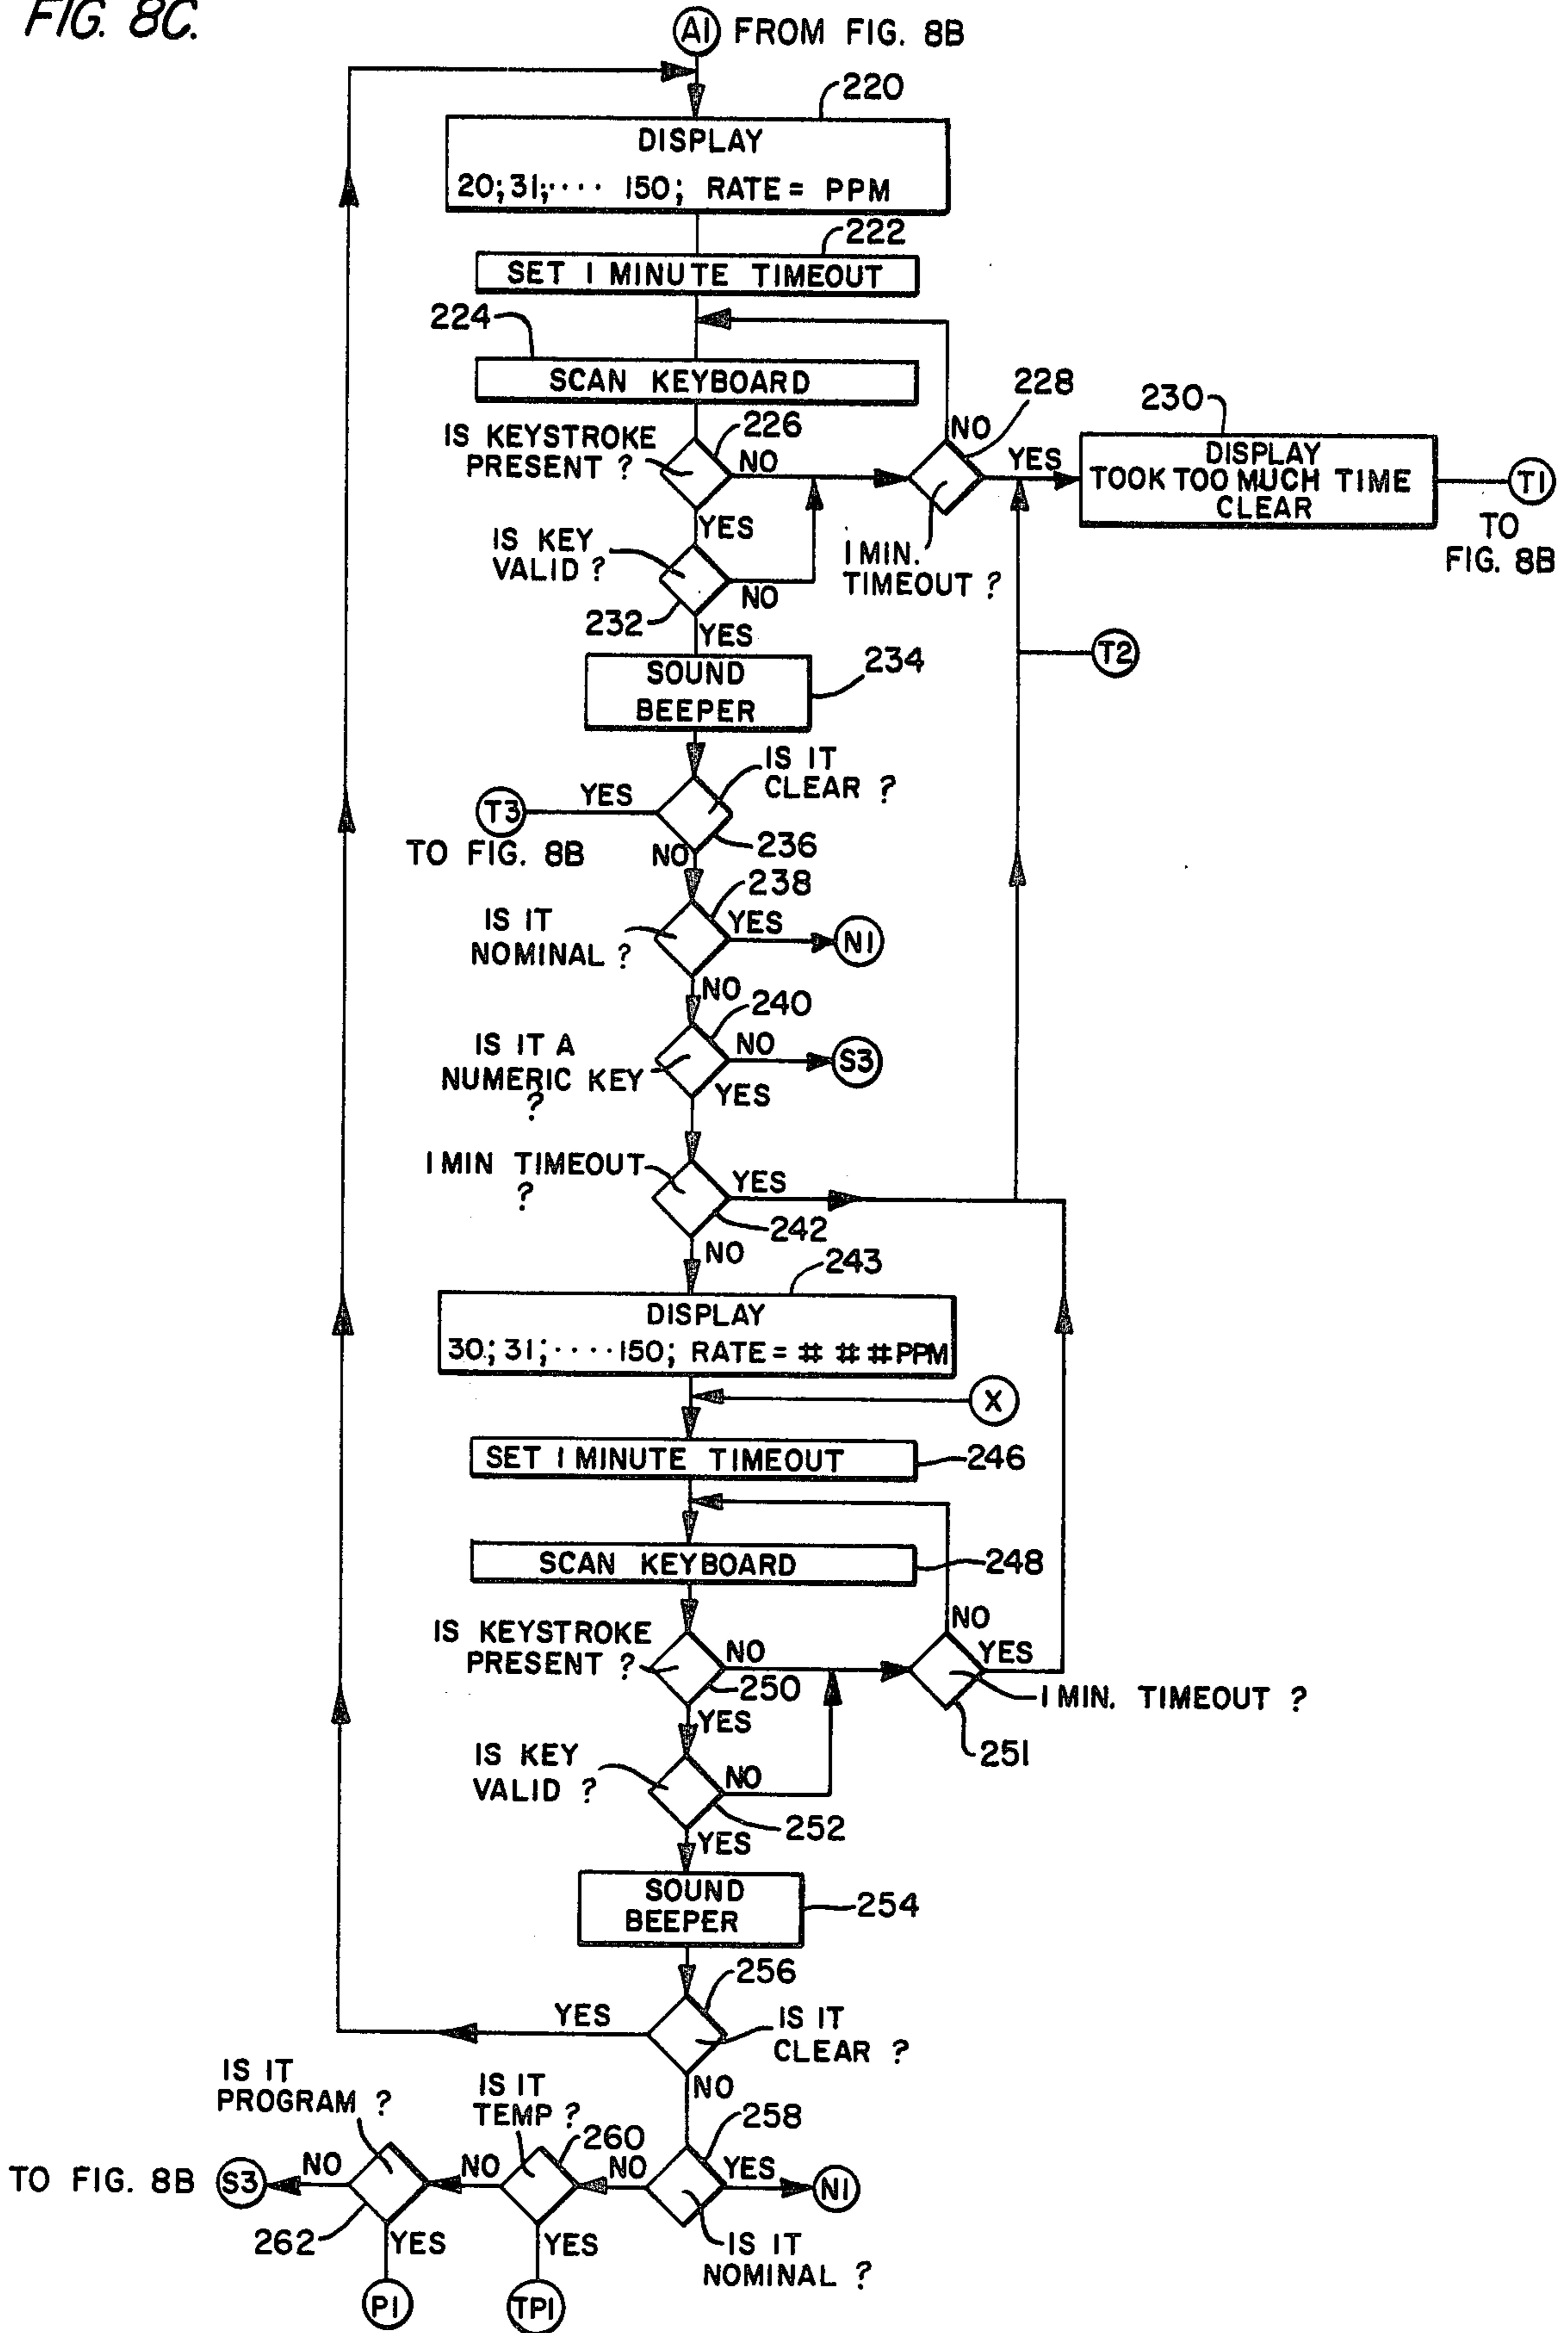 FIG. 8C.
A1 FROM FIG. 8B
220
DISPLAY
20; 31; .... 150; RATE = PPM
222
SET 1 MINUTE TIMEOUT
224
SCAN KEYBOARD
IS KEYSTROKE
PRESENT ?
226
NO
YES
NO
228
YES
1 MIN.
TIMEOUT ?
230
DISPLAY
TOOK TOO MUCH TIME
CLEAR
T1
TO
FIG. 8B
IS KEY
VALID ?
NO
232
YES
T2
SOUND
BEEPER
234
IS IT
CLEAR ?
YES
T3
TO FIG. 8B
236
NO
238
IS IT
NOMINAL ?
YES
N1
NO
240
IS IT A
NUMERIC KEY
?
NO
S3
YES
1 MIN TIMEOUT
?
YES
242
NO
243
DISPLAY
30; 31; .... 150; RATE = # # # PPM
X
SET 1 MINUTE TIMEOUT
246
SCAN KEYBOARD
248
IS KEYSTROKE
PRESENT ?
NO
250
YES
NO
YES
1 MIN. TIMEOUT ?
251
IS KEY
VALID ?
NO
252
YES
SOUND
BEEPER
254
256
YES
IS IT
CLEAR ?
NO
IS IT
PROGRAM ?
IS IT
TEMP ?
258
260
TO FIG. 8B S3
NO
NO
NO
YES
N1
262
YES
YES
IS IT
NOMINAL ?
P1
TP1